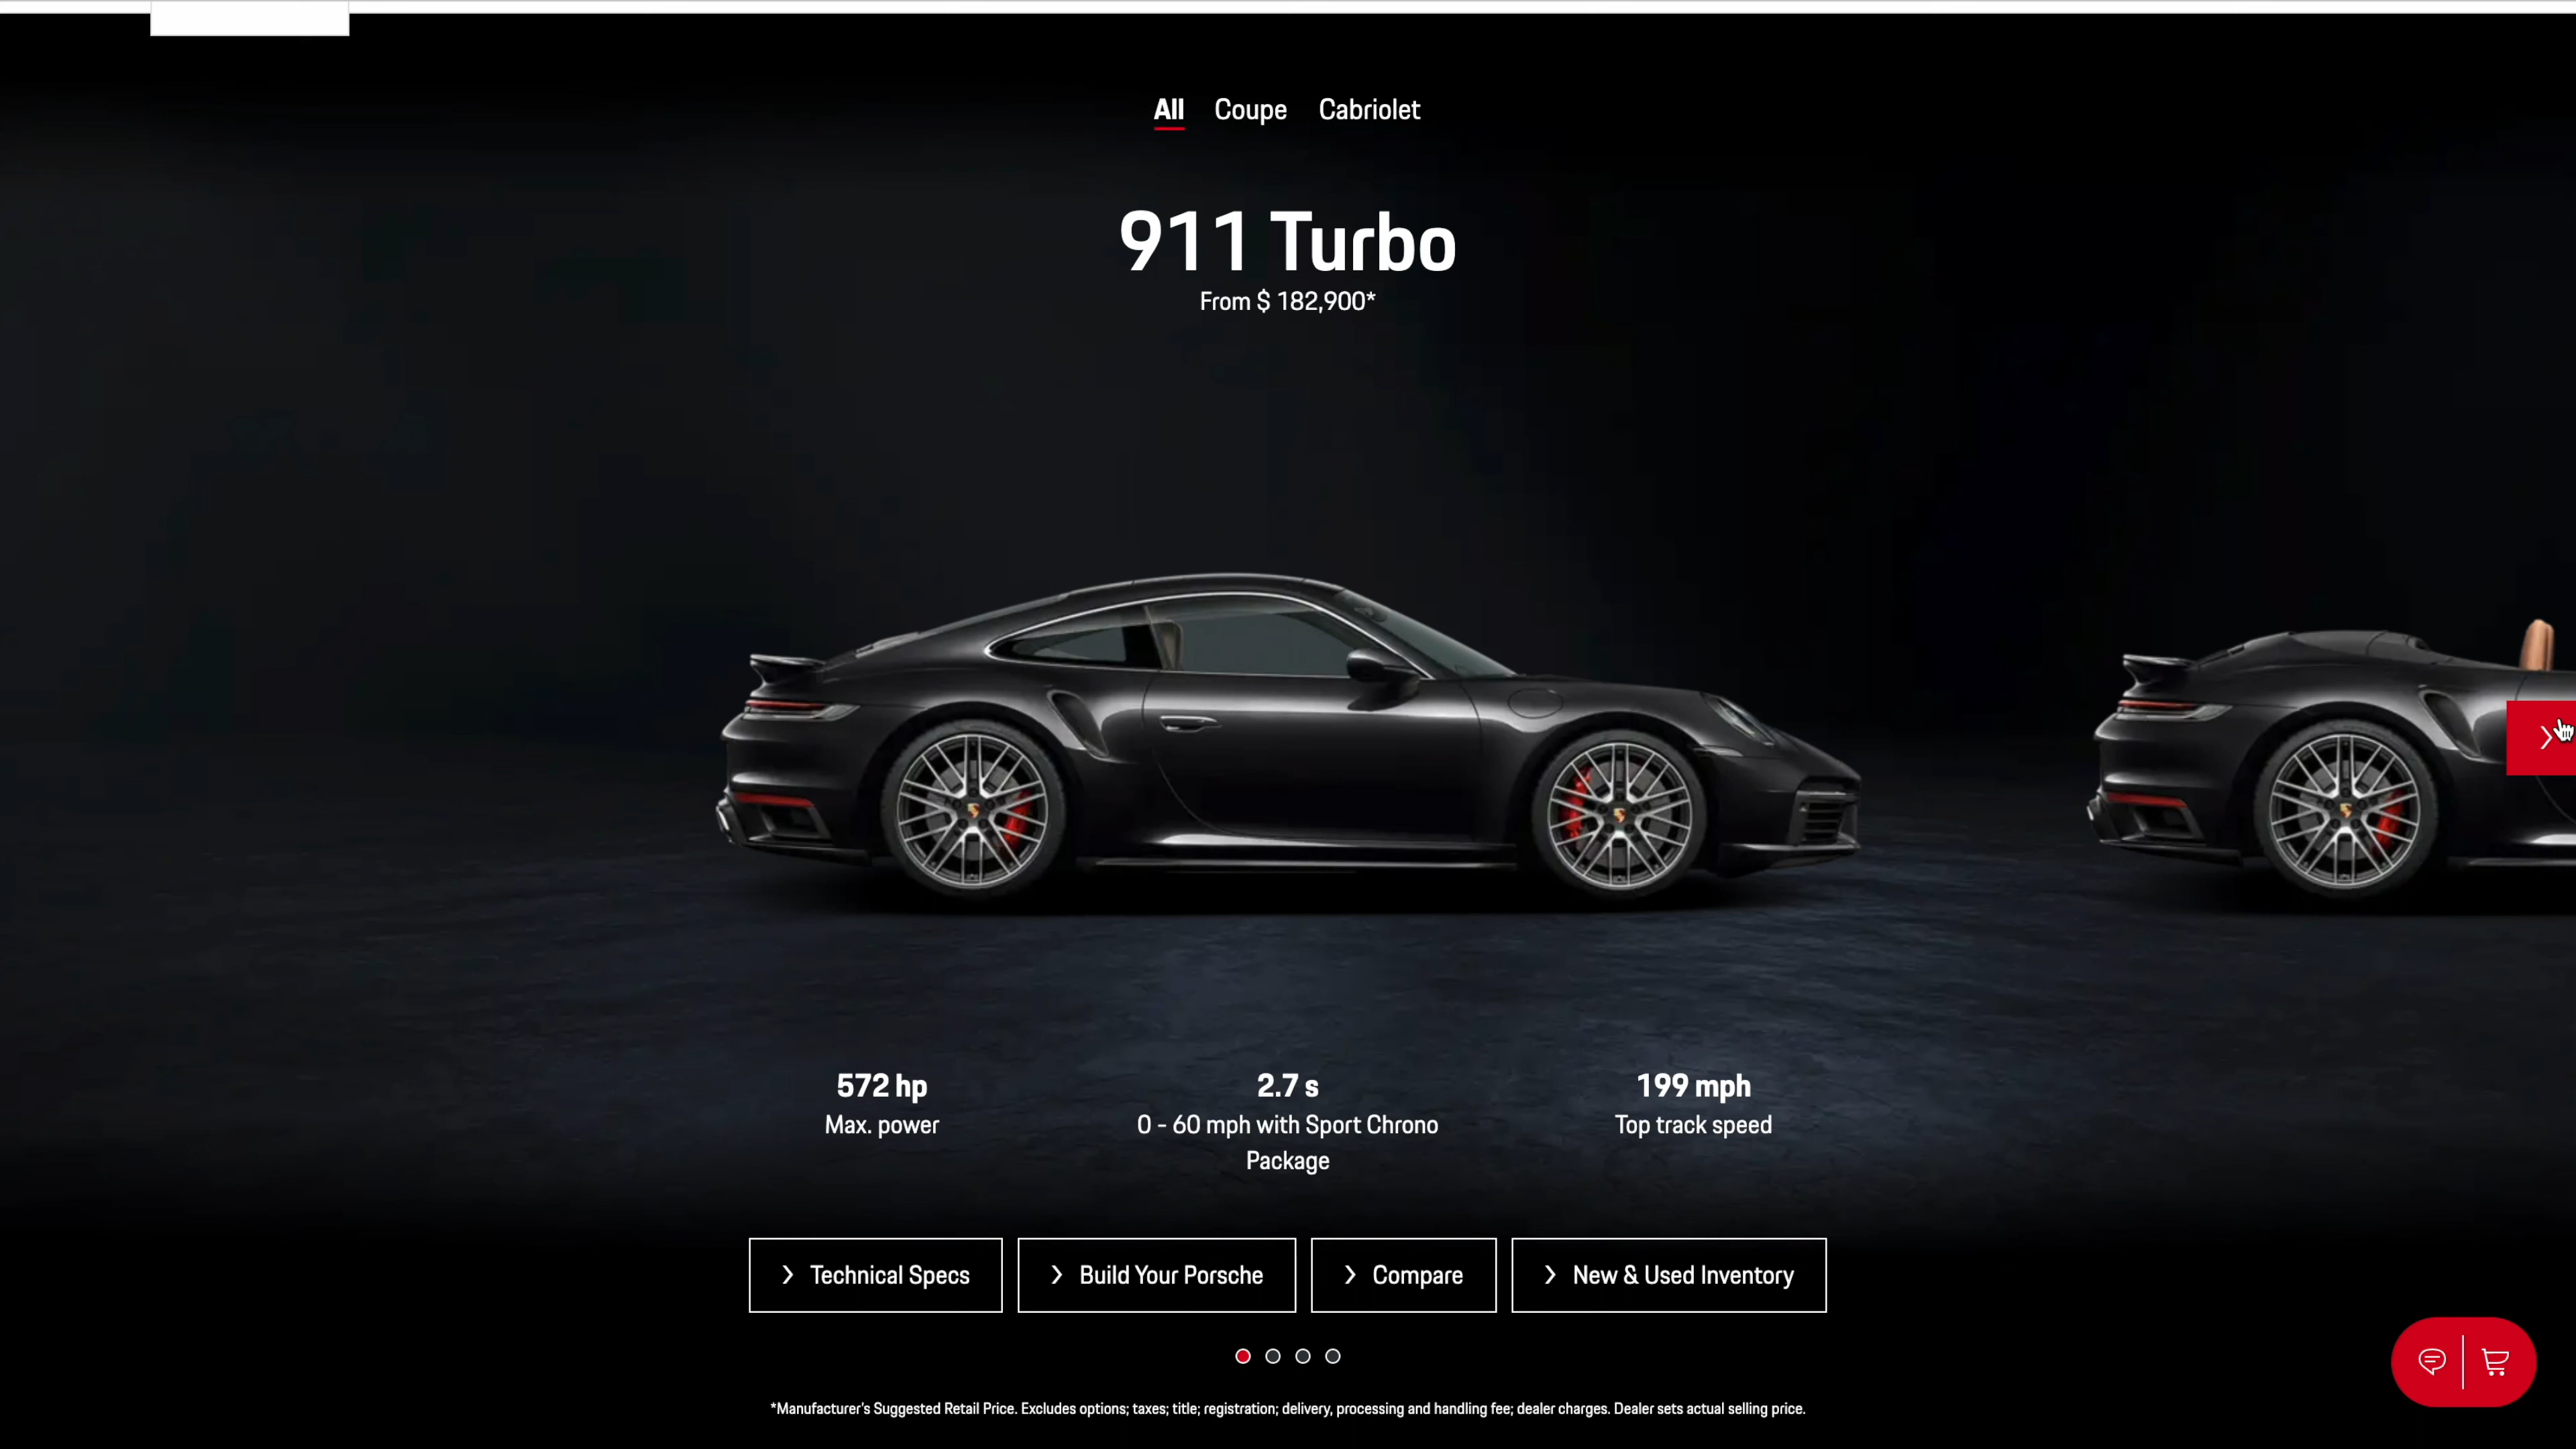 All Coupe Cabriolet
911 Turbo
From $ 182,900*
572 hp 2.7 s 199 mph
Max. power 0 - 60 mph with Sport Chrono Top track speed
Package
Technical Specs Build Your Porsche Compare New & Used Inventory
*Manufacturer's Suggested Retail Price. Excludes options; taxes; title; registration; delivery, processing and handling fee; dealer charges. Dealer sets actual selling price.